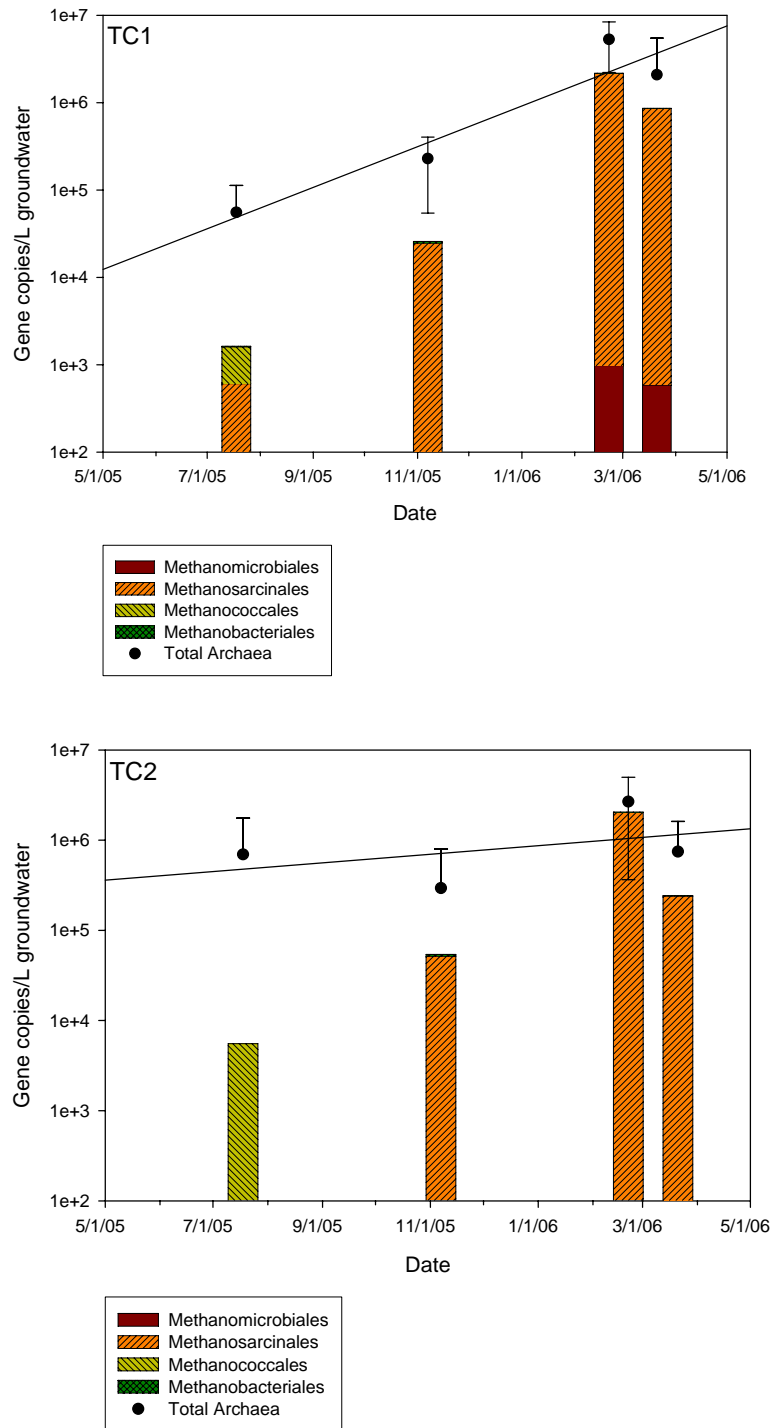 TC1
Gene copies/L groundwater
1e+7
1e+6
1e+5
1e+4
1e+3
1e+2
5/1/05 7/1/05 9/1/05 11/1/05 1/1/06 3/1/06 5/1/06
Date
Methanomicrobiales
Methanosarcinales
Methanococcales
Methanobacteriales
Total Archaea
TC2
Gene copies/L groundwater
1e+7
1e+6
1e+5
1e+4
1e+3
1e+2
5/1/05 7/1/05 9/1/05 11/1/05 1/1/06 3/1/06 5/1/06
Date
Methanomicrobiales
Methanosarcinales
Methanococcales
Methanobacteriales
Total Archaea